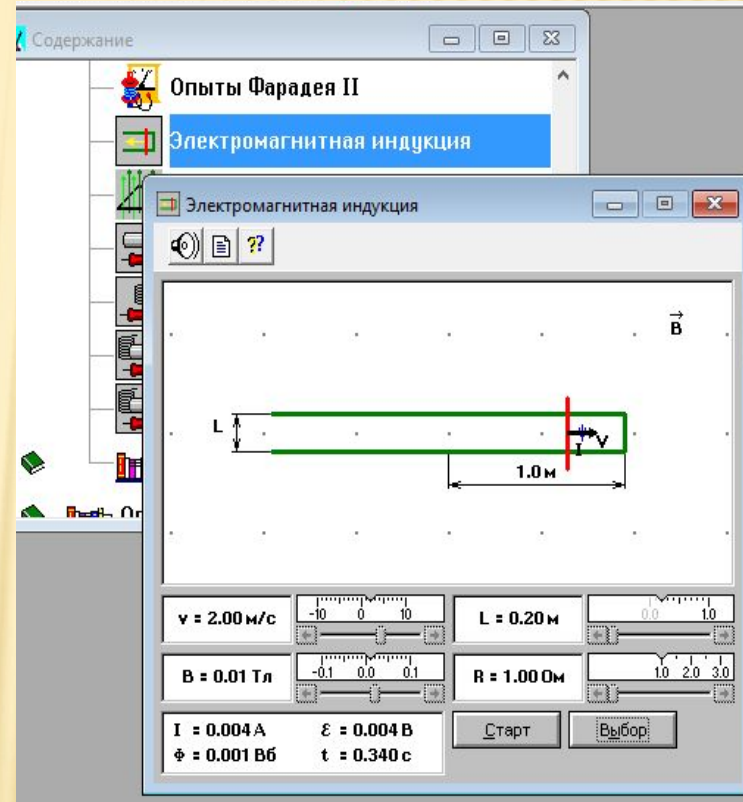 Содержание
Опыты Фарадея II
Электромагнитная индукция
Электромагнитная индукция
??
B
L
V
I
1.0 м
v = 2.00 м/с
-10 0 10
L = 0.20 м
0.0 1.0
B = 0.01 Тл
-0.1 0.0 0.1
R = 1.00 Ом
1.0 2.0 3.0
I = 0.004 А ε = 0.004 В
Φ = 0.001 Вб t = 0.340 с
Старт
Выбор